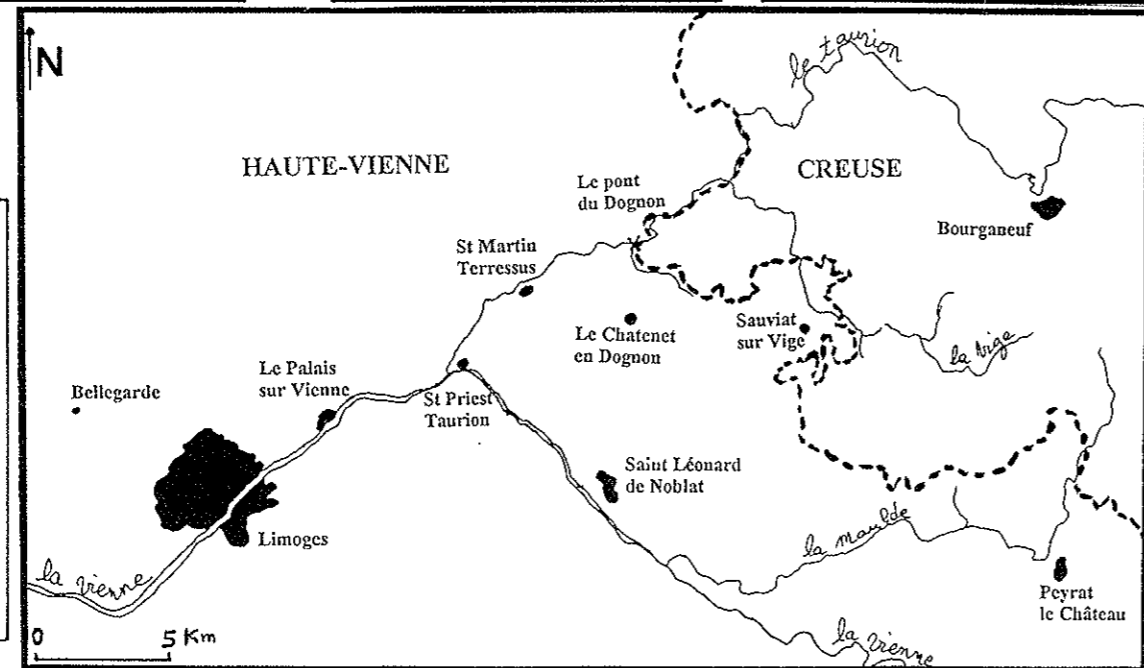 N
le taurion
HAUTE-VIENNE
CREUSE
Le pont
du Dognon
Bourganeuf
St Martin
Terressus
Le Chatenet
en Dognon
Sauviat
sur Vige
la vige
Bellegarde
Le Palais
sur Vienne
St Priest
Taurion
Saint Léonard
de Noblat
Limoges
la maulde
la vienne
Peyrat
le Château
0 5 Km
la vienne